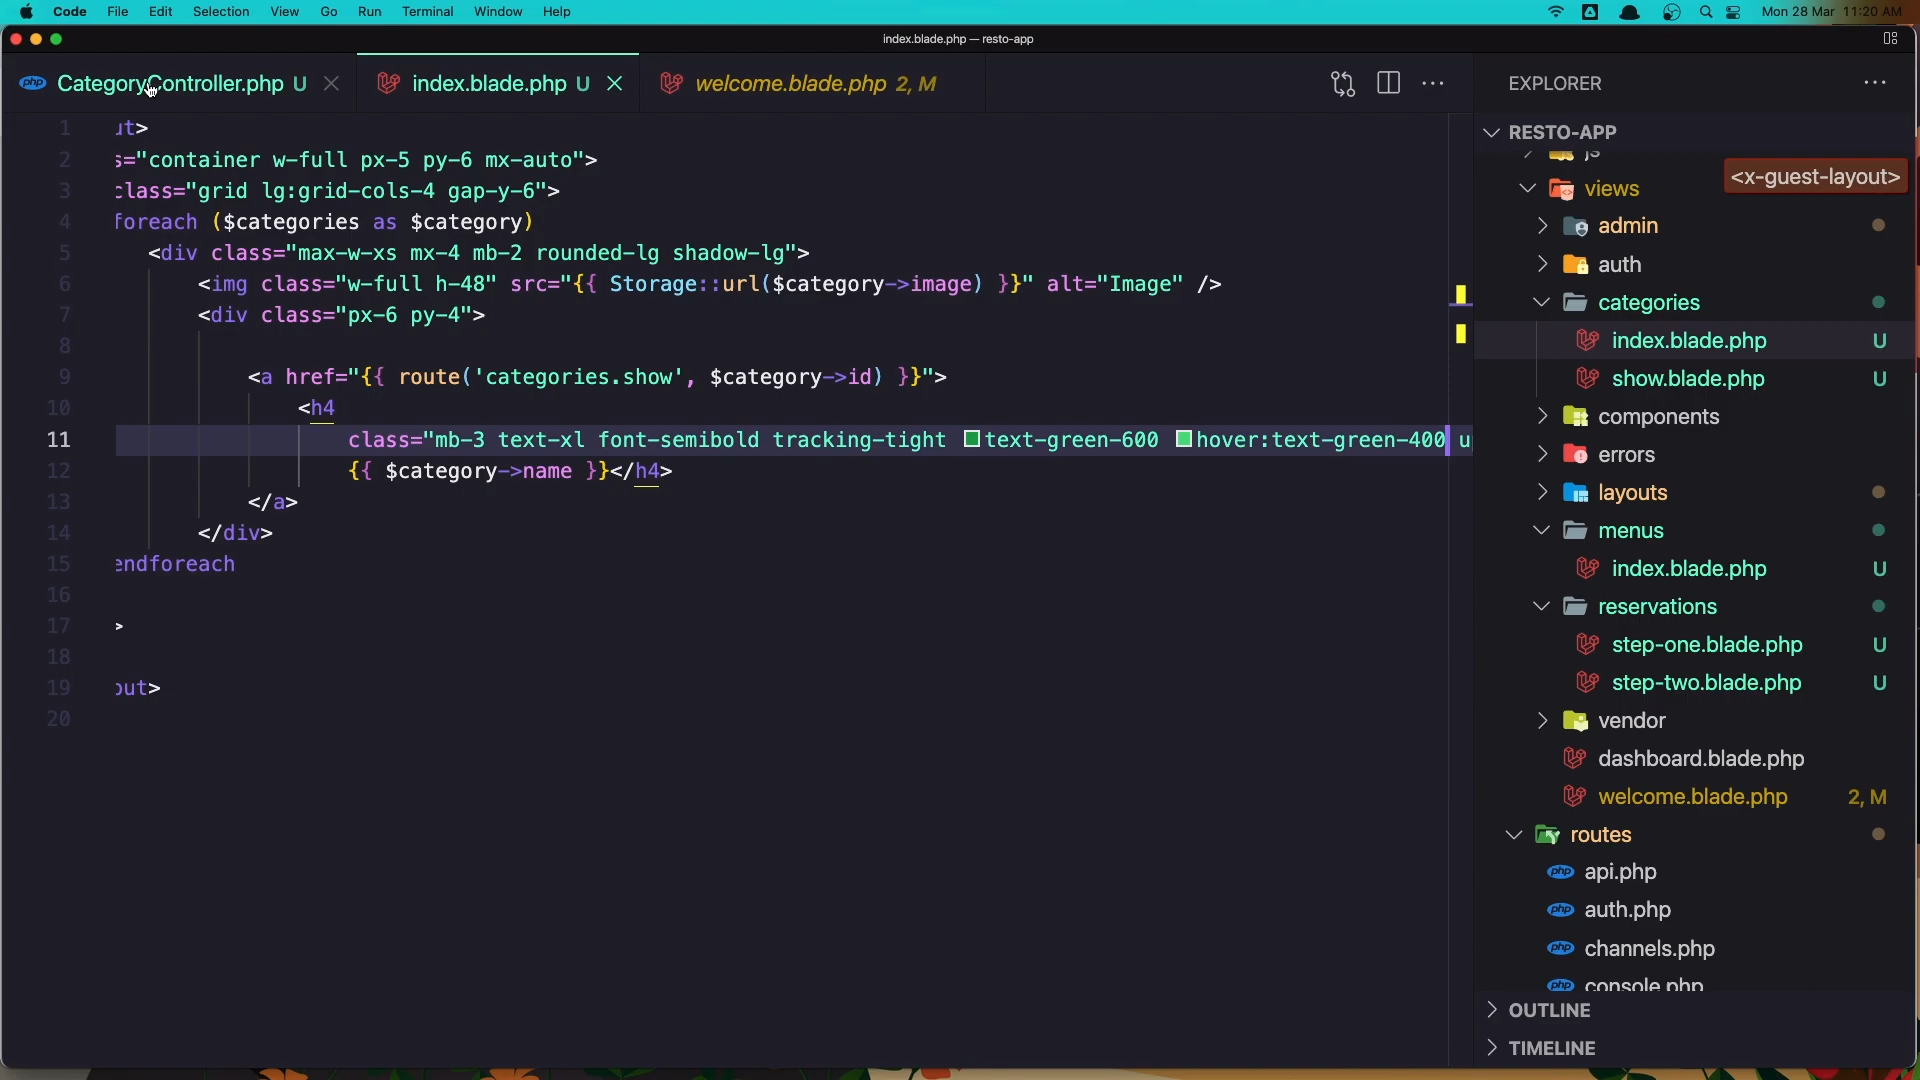 Code File Edit Selection View Go Run Terminal Window Help Mon 28 Mar 11:20 AM
index.blade.php — resto-app
php CategoryController.php U index.blade.php U welcome.blade.php 2, M
EXPLORER
RESTO-APP
1 ut>
2 s="container w-full px-5 py-6 mx-auto">
3 class="grid lg:grid-cols-4 gap-y-6">
4 foreach ($categories as $category)
5 <div class="max-w-xs mx-4 mb-2 rounded-lg shadow-lg">
6 <img class="w-full h-48" src="{{ Storage::url($category->image) }}" alt="Image" />
7 <div class="px-6 py-4">
8
9 <a href="{{ route('categories.show', $category->id) }}">
10 <h4
11 class="mb-3 text-xl font-semibold tracking-tight text-green-600 hover:text-green-400 u
12 {{ $category->name }}</h4>
13 </a>
14 </div>
15 endforeach
16
17 >
18
19 out>
20
js
<x-guest-layout>
views
admin
auth
categories
index.blade.php U
show.blade.php U
components
errors
layouts
menus
index.blade.php U
reservations
step-one.blade.php U
step-two.blade.php U
vendor
dashboard.blade.php
welcome.blade.php 2, M
routes
php api.php
php auth.php
php channels.php
php console.php
OUTLINE
TIMELINE